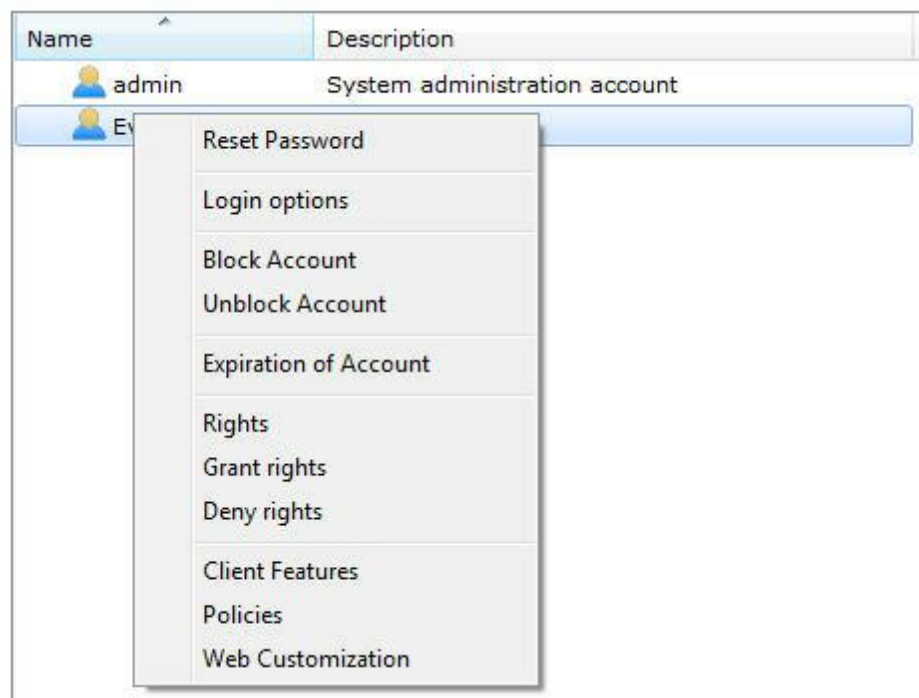 Name Description
admin System administration account
Reset Password
Login options
Block Account
Unblock Account
Expiration of Account
Rights
Grant rights
Deny rights
Client Features
Policies
Web Customization